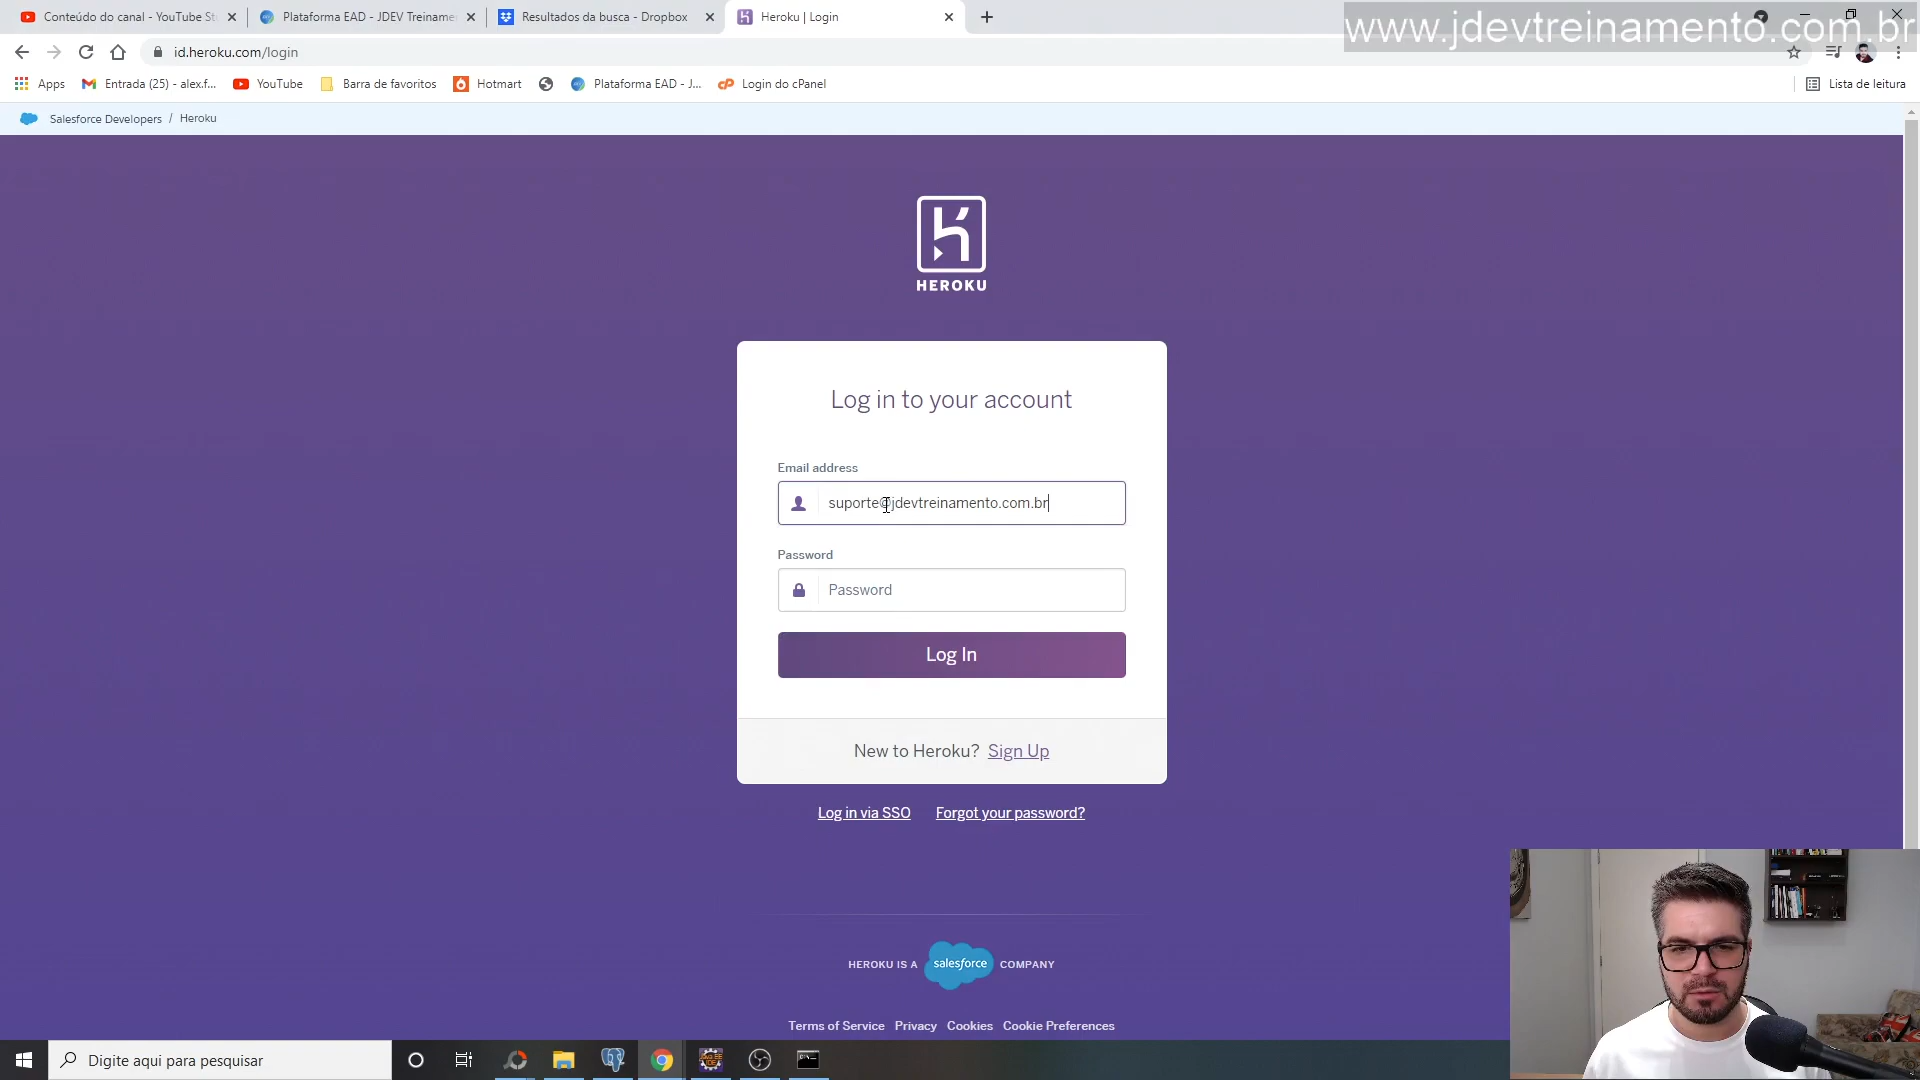 Conteúdo do canal - YouTube St
Plataforma EAD - JDEV Treiname
Resultados da busca - Dropbox
Heroku | Login
www.jdevtreinamento.com.br
id.heroku.com/login
Apps
Entrada (25) - alex.f...
YouTube
Barra de favoritos
Hotmart
Plataforma EAD - J...
cP
Login do cPanel
Lista de leitura
Salesforce Developers / Heroku
HEROKU
Log in to your account
Email address
suporte@jdevtreinamento.com.br
Password
Password
Log In
New to Heroku? Sign Up
Log in via SSO
Forgot your password?
HEROKU IS A salesforce COMPANY
Terms of Service Privacy Cookies Cookie Preferences
Digite aqui para pesquisar